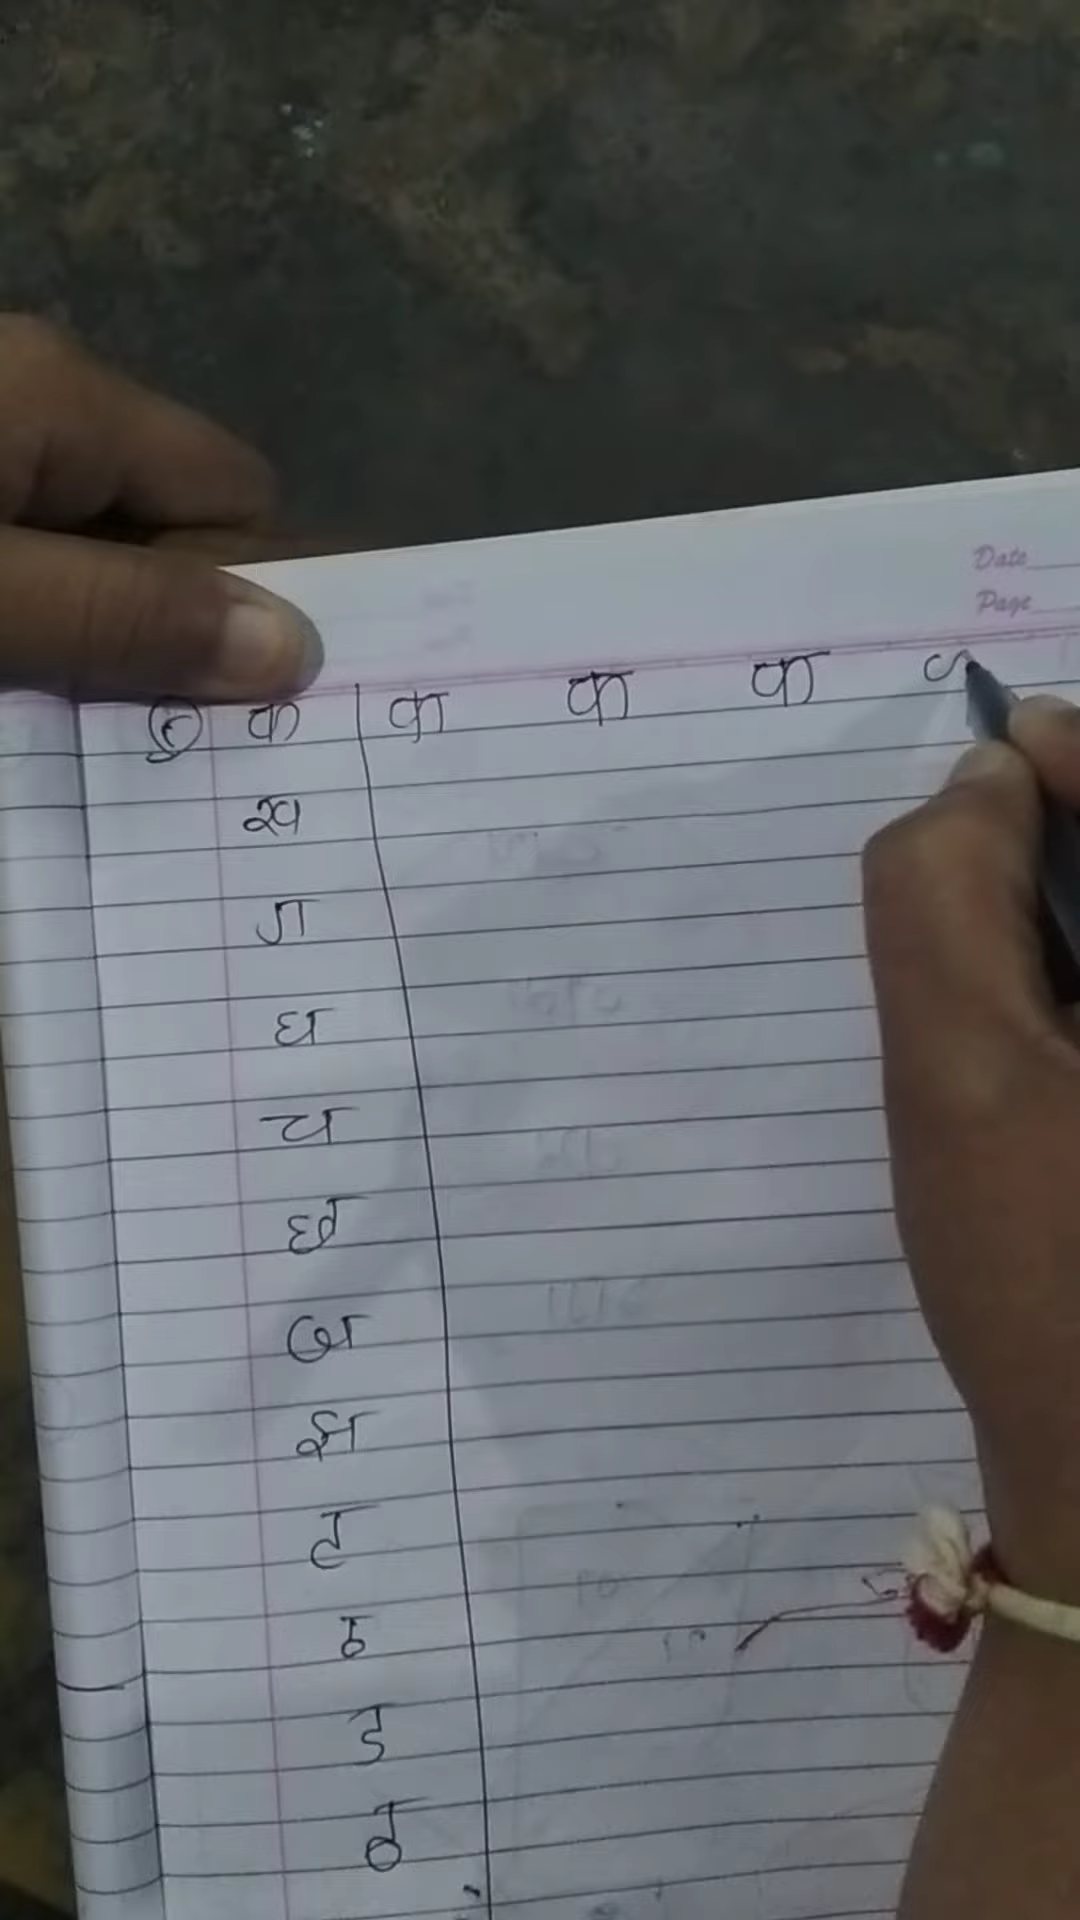 Date
Page
क क क क
ख
ग
घ
च
छ
ज
झ
ट
ठ
ड
ढ